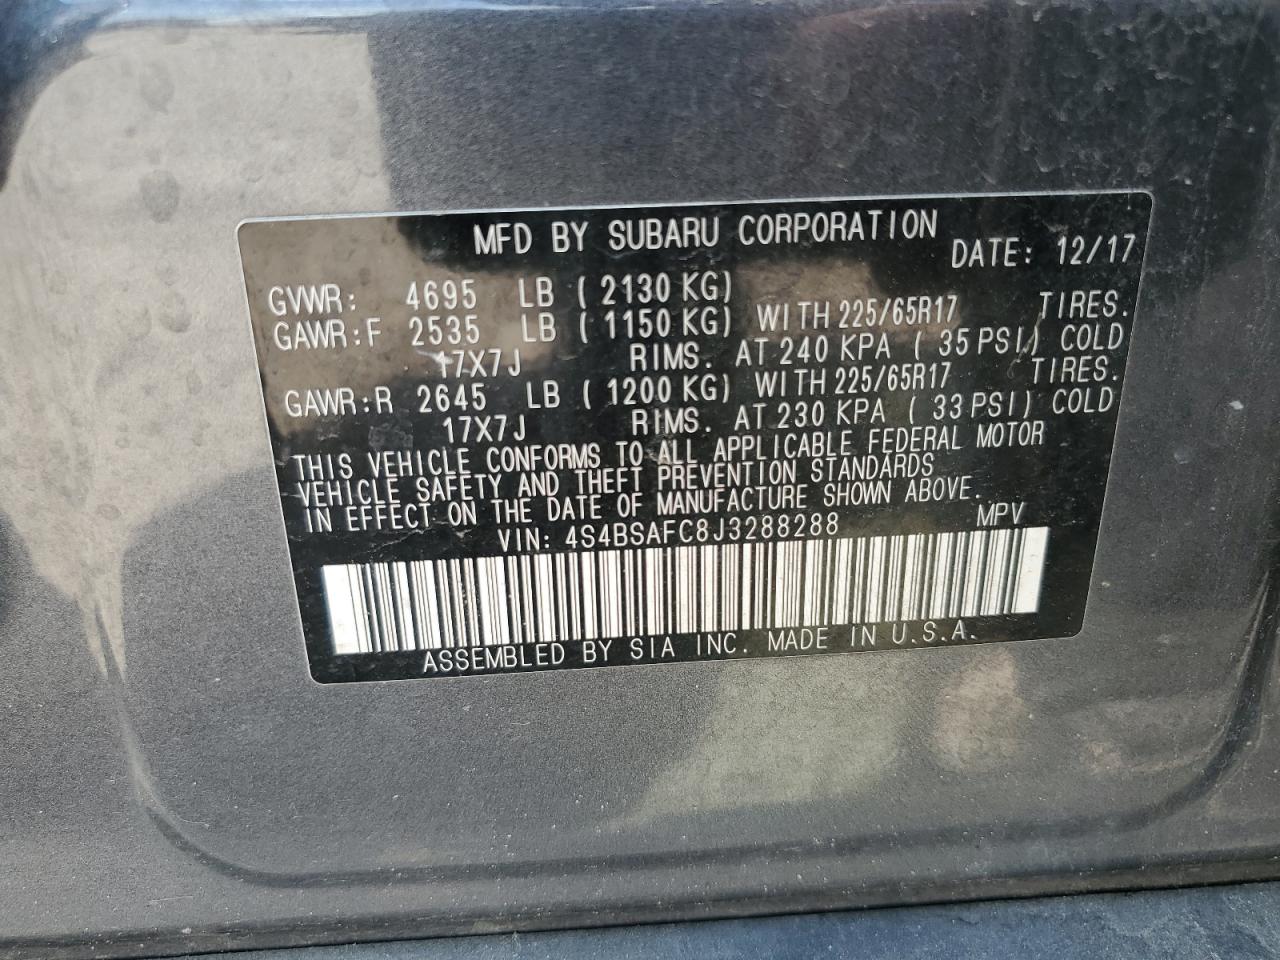 MFD BY SUBARU CORPORATION DATE: 12/17
GVWR: 4695 LB ( 2130 KG)
GAWR:F 2535 LB ( 1150 KG) WITH 225/65R17 TIRES.
17X7J RIMS. AT 240 KPA ( 35 PSI) COLD
GAWR:R 2645 LB ( 1200 KG) WITH 225/65R17 TIRES.
17X7J RIMS. AT 230 KPA ( 33 PSI) COLD
THIS VEHICLE CONFORMS TO ALL APPLICABLE FEDERAL MOTOR
VEHICLE SAFETY AND THEFT PREVENTION STANDARDS
IN EFFECT ON THE DATE OF MANUFACTURE SHOWN ABOVE.
VIN: 4S4BSAFC8J3288288 MPV
ASSEMBLED BY SIA INC. MADE IN U.S.A.